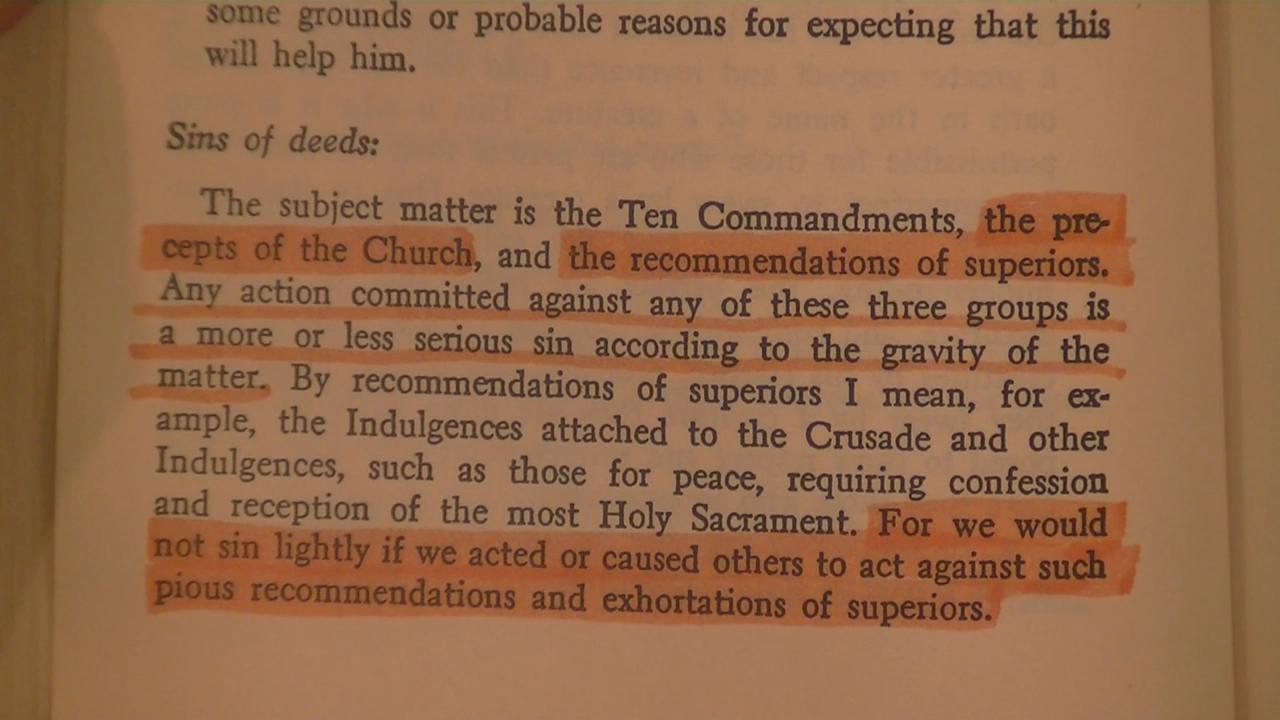 some grounds or probable reasons for expecting that this
will help him.
Sins of deeds:
The subject matter is the Ten Commandments, the pre-
cepts of the Church, and the recommendations of superiors.
Any action committed against any of these three groups is
a more or less serious sin according to the gravity of the
matter. By recommendations of superiors I mean, for ex-
ample, the Indulgences attached to the Crusade and other
Indulgences, such as those for peace, requiring confession
and reception of the most Holy Sacrament. For we would
not sin lightly if we acted or caused others to act against such
pious recommendations and exhortations of superiors.